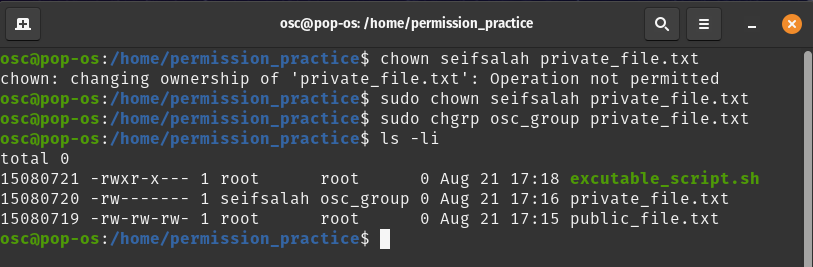 osc@pop-os: /home/permission_practice
osc@pop-os:/home/permission_practice$ chown seifsalah private_file.txt
chown: changing ownership of 'private_file.txt': Operation not permitted
osc@pop-os:/home/permission_practice$ sudo chown seifsalah private_file.txt
osc@pop-os:/home/permission_practice$ sudo chgrp osc_group private_file.txt
osc@pop-os:/home/permission_practice$ ls -li
total 0
15080721 -rwxr-x--- 1 root      root      0 Aug 21 17:18 excutable_script.sh
15080720 -rw------- 1 seifsalah osc_group 0 Aug 21 17:16 private_file.txt
15080719 -rw-rw-rw- 1 root      root      0 Aug 21 17:15 public_file.txt
osc@pop-os:/home/permission_practice$